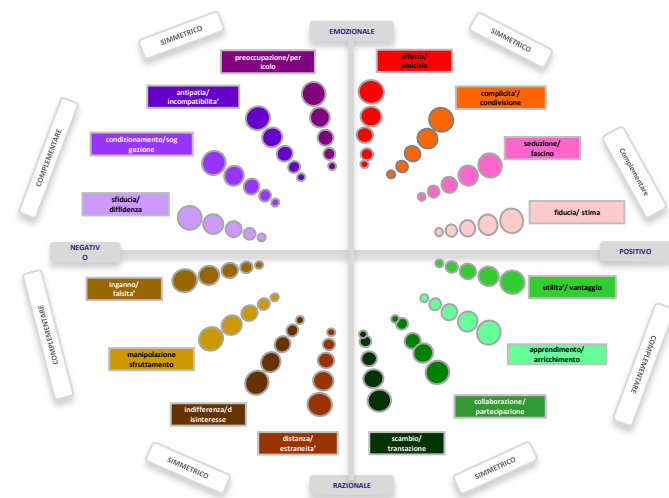 EMOZIONALE
SIMMETRICO
SIMMETRICO
preoccupazione/per
icolo
affetto/
amicizia
antipatia/
incompatibilita'
complicita'/
condivisione
COMPLEMENTARE
condizionamento/sog
gezione
seduzione/
fascino
Complementare
sfiducia/
diffidenza
fiducia/ stima
NEGATIV
O
POSITIVO
inganno/
falsita'
utilita'/ vantaggio
COMPLEMENTARE
manipolazione
sfruttamento
apprendimento/
arricchimento
COMPLEMENTARE
indifferenza/d
isinteresse
collaborazione/
partecipazione
distanza/
estraneita'
scambio/
transazione
SIMMETRICO
SIMMETRICO
RAZIONALE